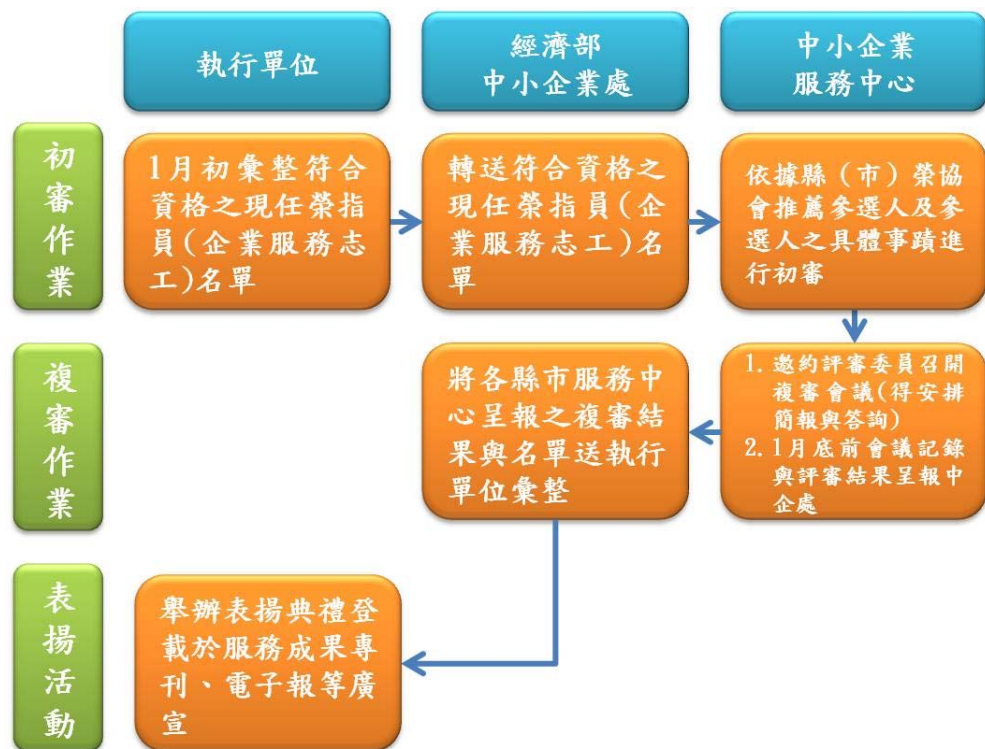 執行單位
經濟部
中小企業處
中小企業
服務中心
初審作業
1月初彙整符合
資格之現任榮指
員(企業服務志
工)名單
轉送符合資格之
現任榮指員(企
業服務志工)名
單
依據縣（市）榮協
會推薦參選人及參
選人之具體事蹟進
行初審
複審作業
將各縣市服務中
心呈報之複審結
果與名單送執行
單位彙整
1. 邀約評審委員召開
複審會議(得安排
簡報與答詢)
2. 1月底前會議記錄
與評審結果呈報中
企處
表揚活動
舉辦表揚典禮登
載於服務成果專
刊、電子報等廣
宣